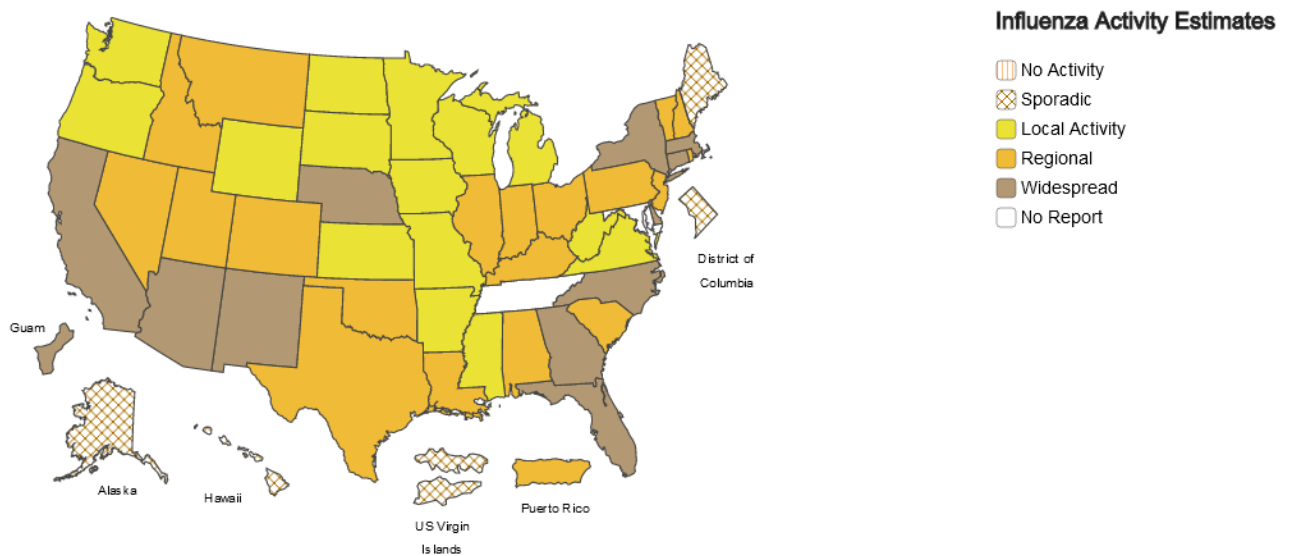 Influenza Activity Estimates
No Activity
Sporadic
Local Activity
Regional
Widespread
No Report
District of
Columbia
Guam
Alaska
Hawaii
US Virgin
Islands
Puerto Rico